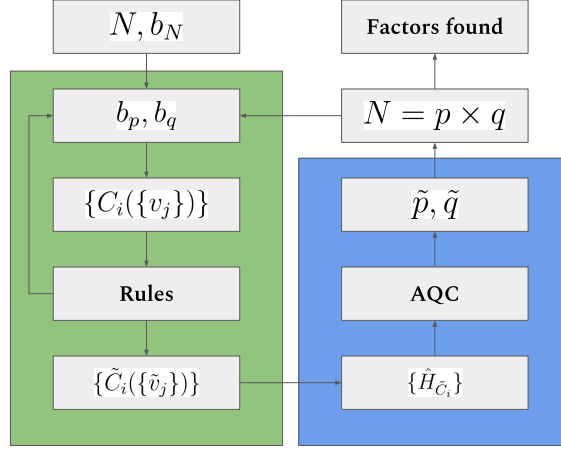 N, b_N
Factors found
b_p, b_q
N = p × q
{C_i({v_j})}
p̃, q̃
Rules
AQC
{C̃_i({ṽ_j})}
{Ĥ_{C̃_i}}